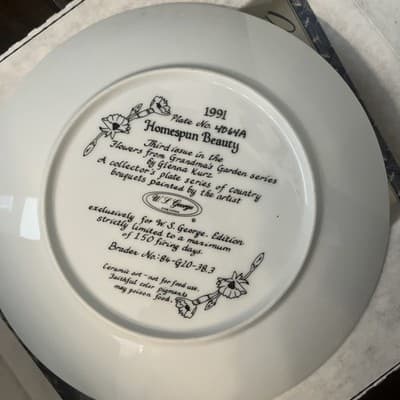 1991
Plate No. 4064A
Homespun Beauty
Third issue in the
Flowers from Grandma's Garden series
by Glenna Kurz
A collector's plate series of country
bouquets painted by the artist
W.S. George
®
exclusively for W.S. George. Edition
strictly limited to a maximum
of 150 firing days.
Bradex No.: 84-G20-38.3
Ceramic art - not for food use.
Faithful color pigments
may poison food.